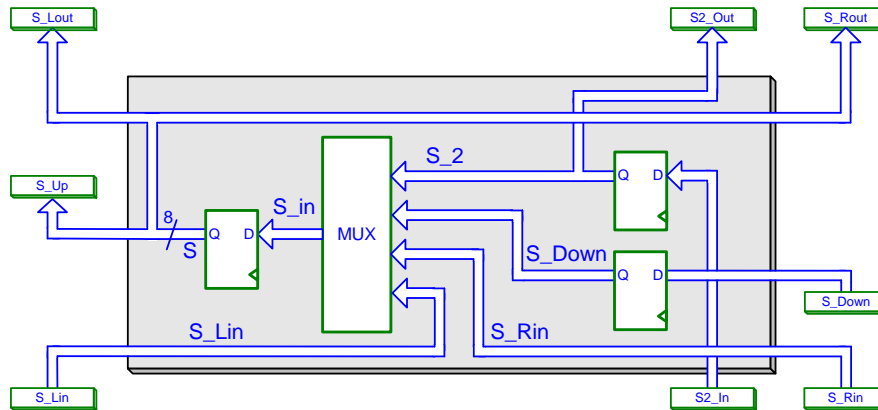 S_Lout
S2_Out
S_Rout
S_2
Q D
S_Up
S_in
8
S
Q D
MUX
S_Down
Q D
S_Down
S_Lin
S_Rin
S_Lin
S2_In
S_Rin